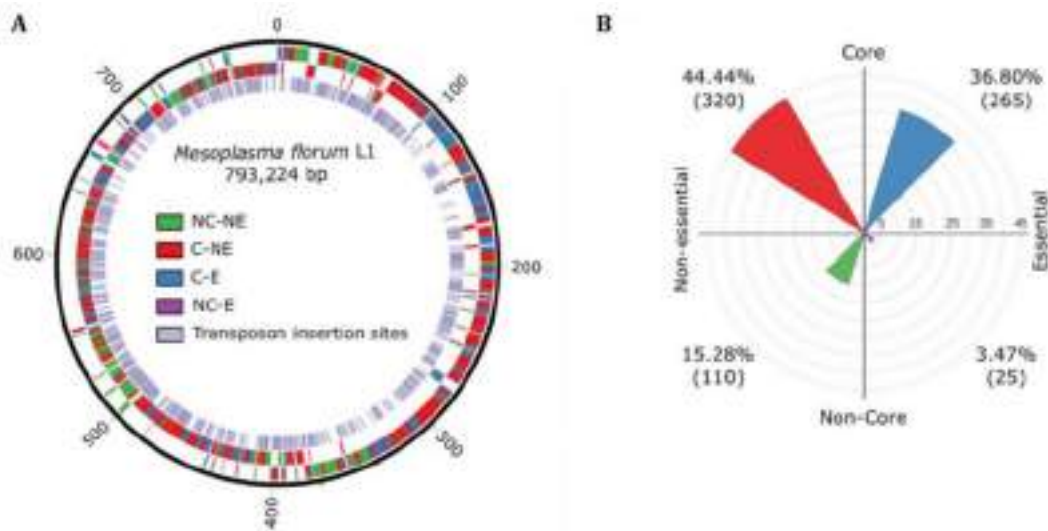 A
0
100
200
300
400
500
600
700
Mesoplasma florum L1
793,224 bp
NC-NE
C-NE
C-E
NC-E
Transposon insertion sites
B
Core
44.44%
(320)
36.80%
(265)
Non-essential
Essential
5 15 25 35 45
15.28%
(110)
3.47%
(25)
Non-Core